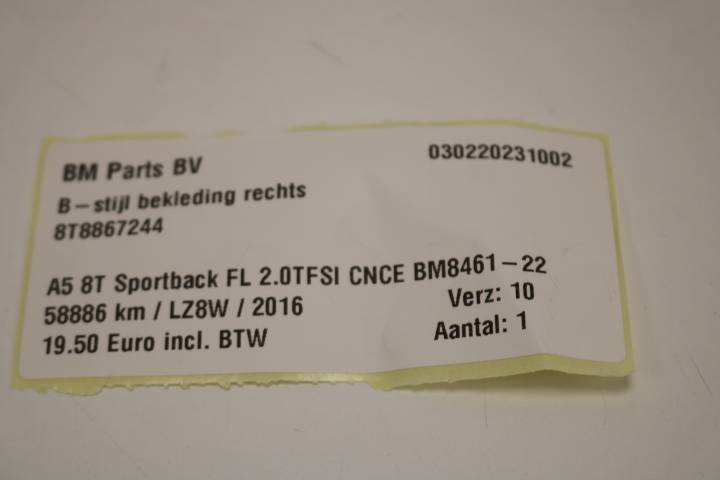 BM Parts BV 030220231002
B-stijl bekleding rechts
8T8867244
A5 8T Sportback FL 2.0TFSI CNCE BM8461-22
58886 km / LZ8W / 2016 Verz: 10
19.50 Euro incl. BTW Aantal: 1